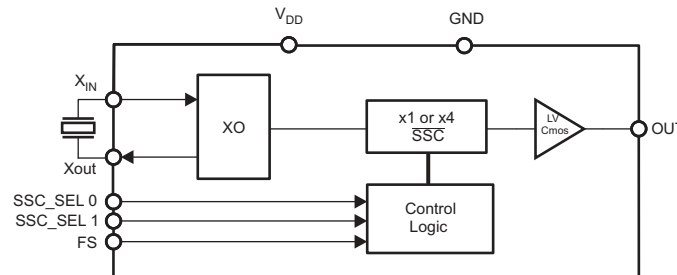 VDD
GND
XIN
XO
x1 or x4
SSC
LV
Cmos
OUT
Xout
SSC_SEL 0
SSC_SEL 1
FS
Control
Logic